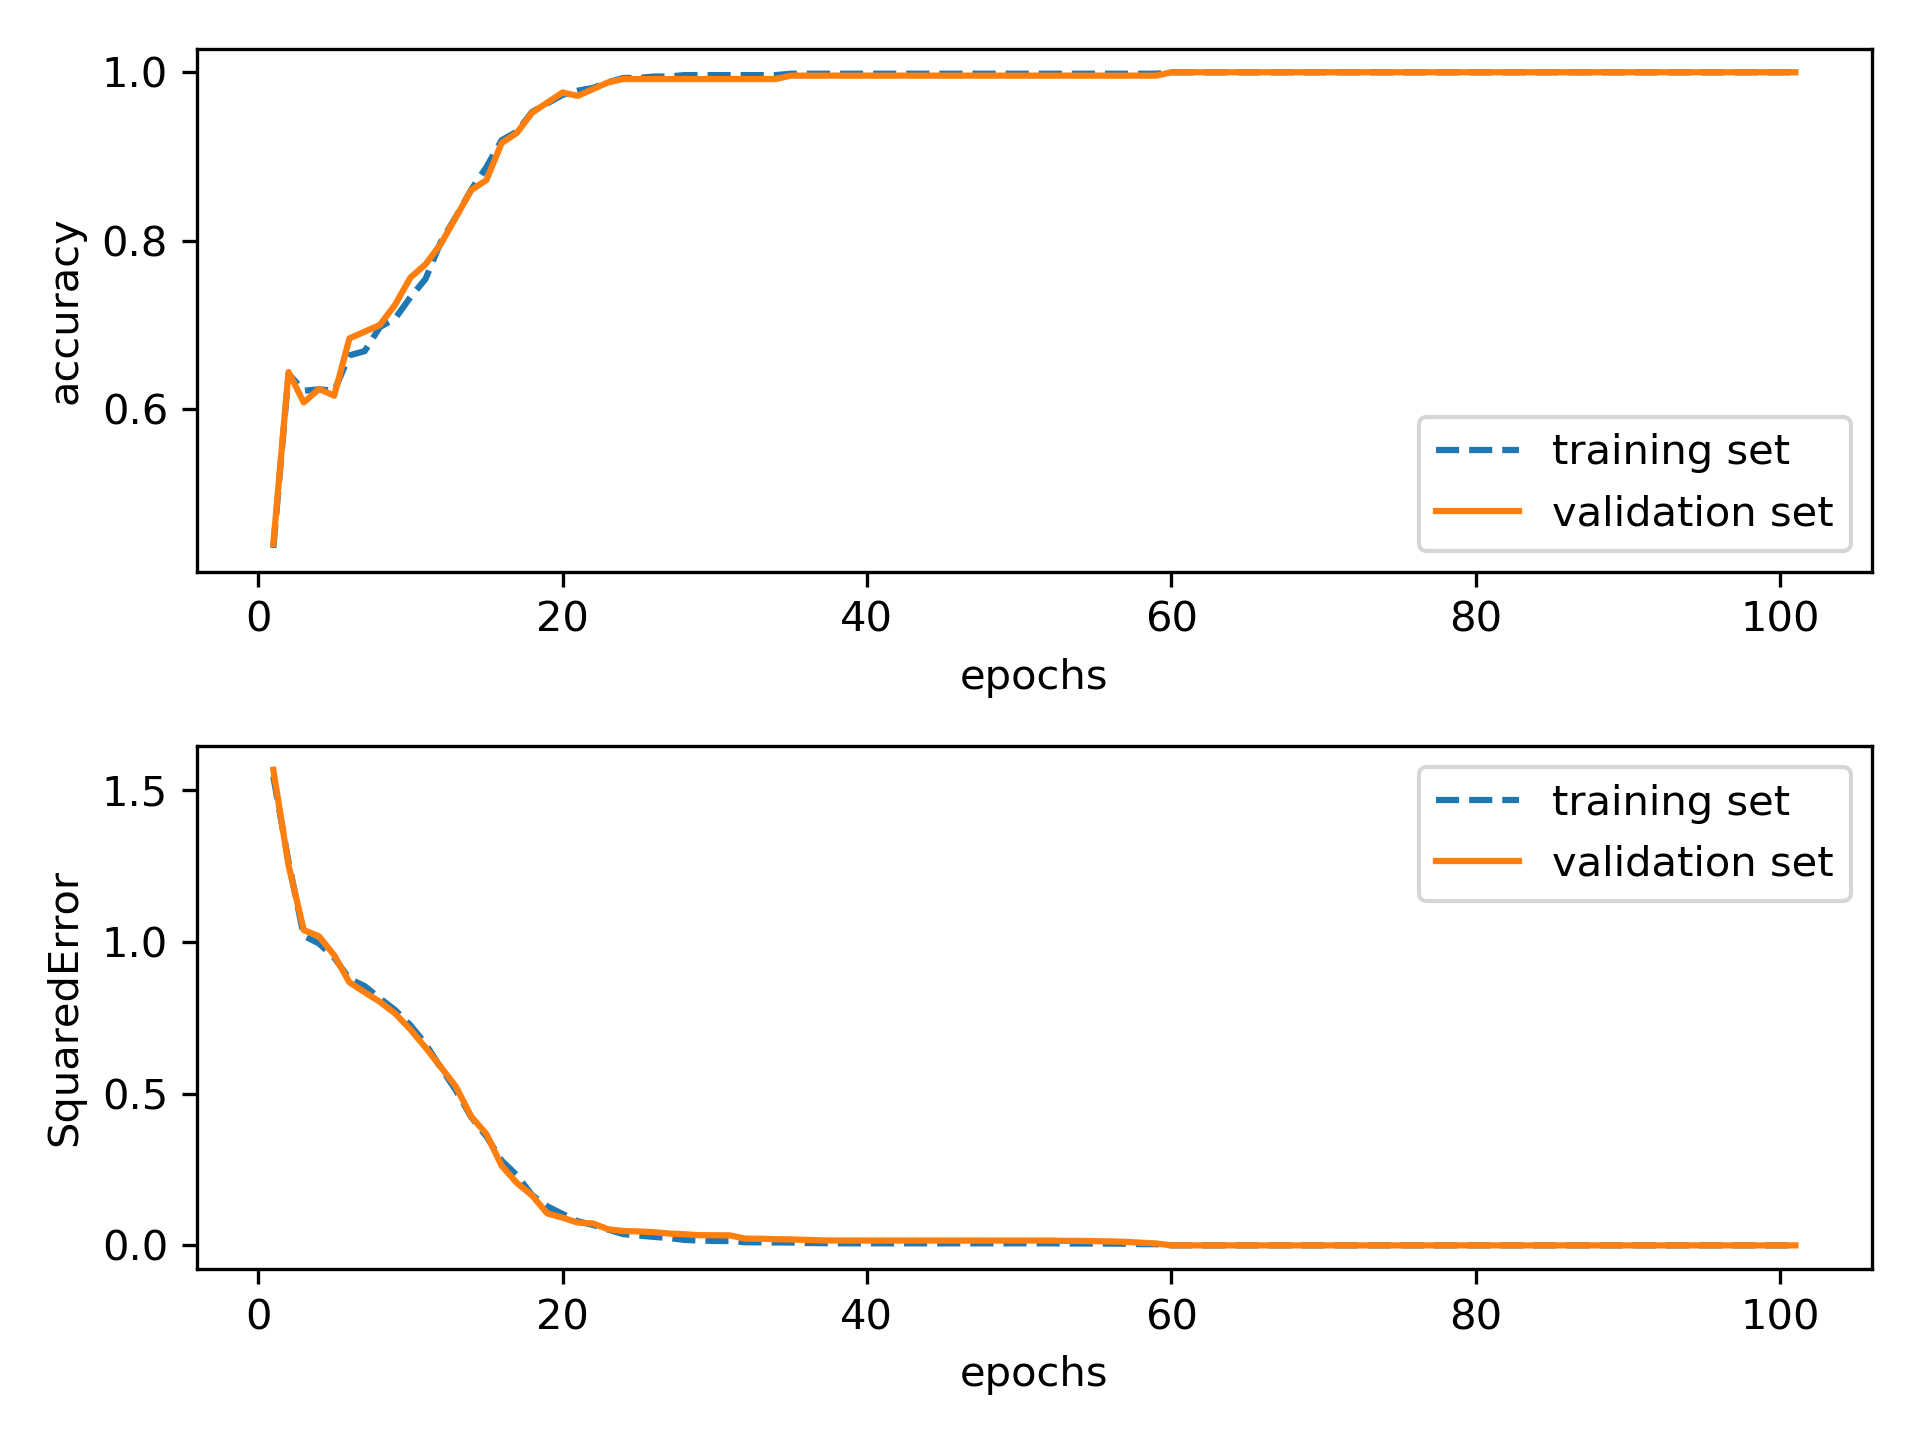 1.0
0.8
0.6
accuracy
training set
validation set
0 20 40 60 80 100
epochs
1.5
1.0
0.5
0.0
SquaredError
training set
validation set
0 20 40 60 80 100
epochs